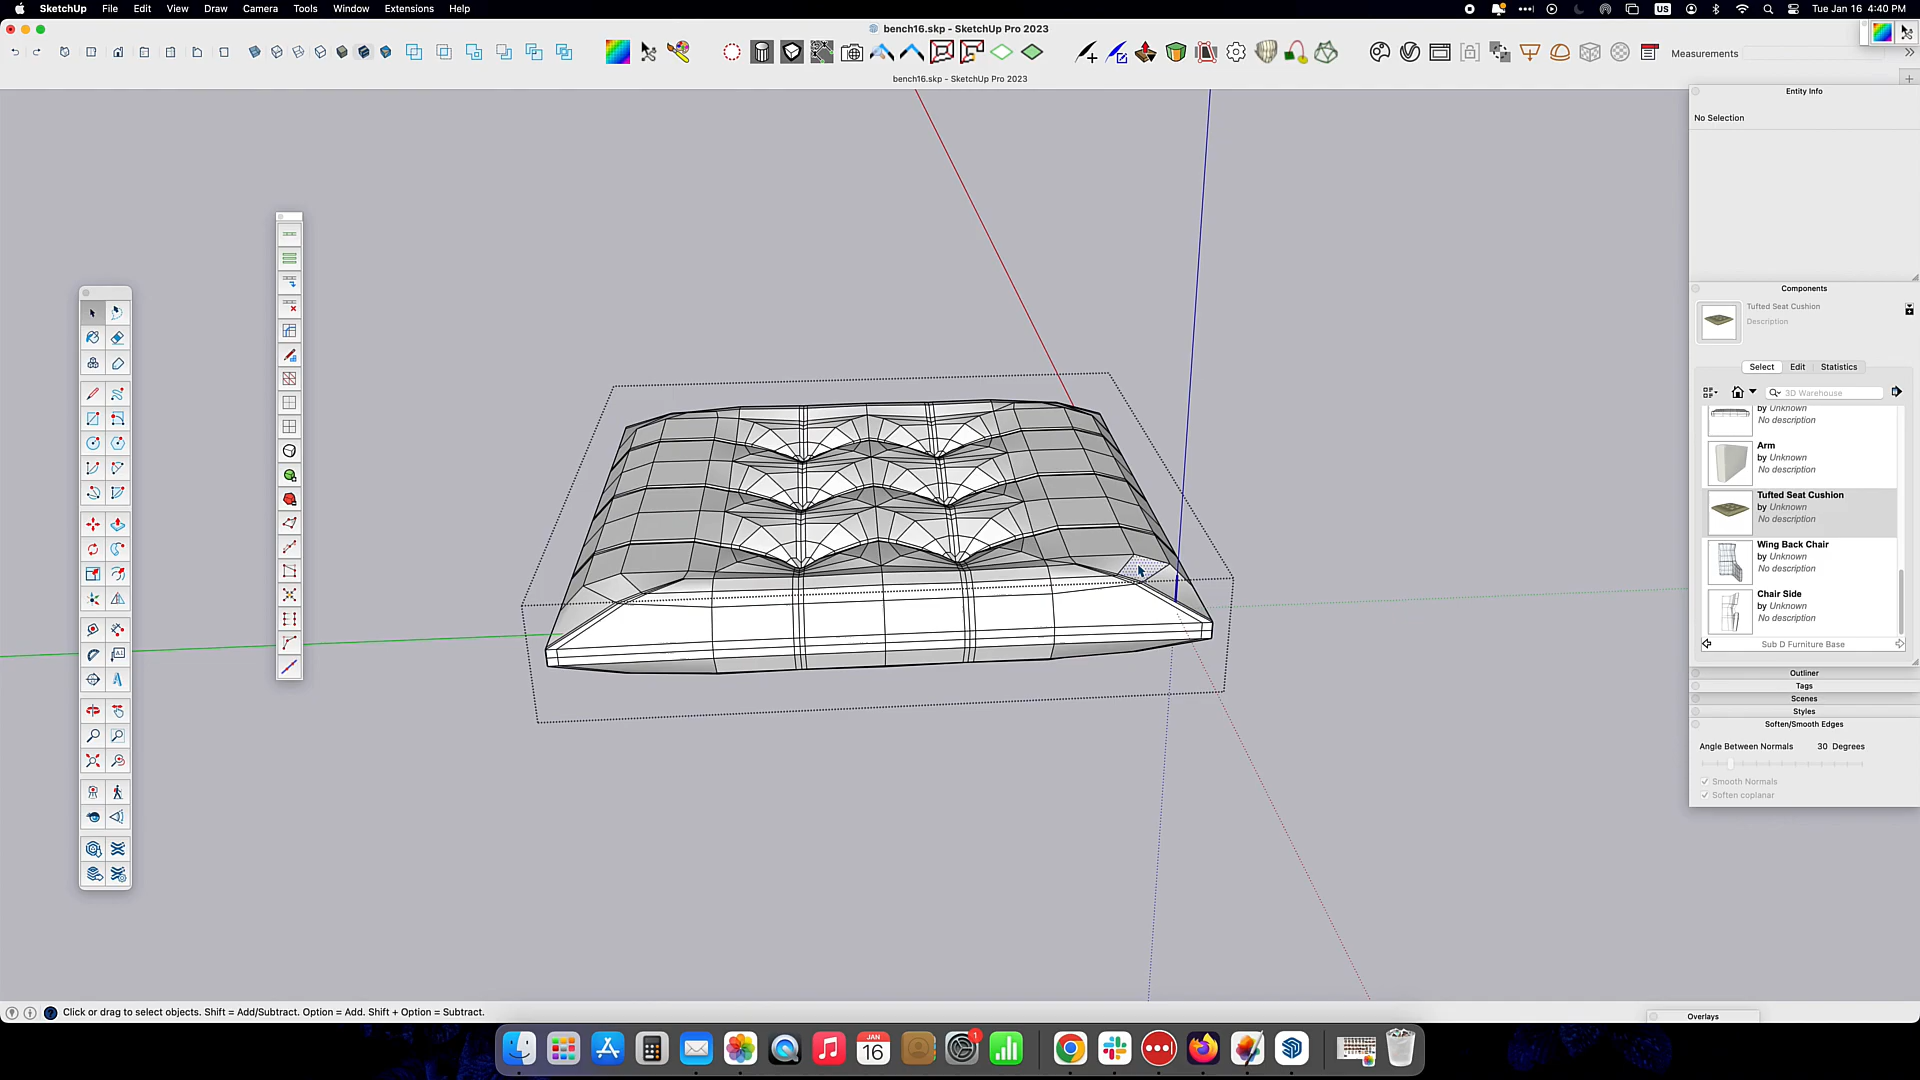 SketchUp File Edit View Draw Camera Tools Window Extensions Help
US Tue Jan 16 4:40 PM
bench16.skp - SketchUp Pro 2023
Measurements
bench16.skp - SketchUp Pro 2023
Entity Info
No Selection
Components
Tufted Seat Cushion
Description
Select Edit Statistics
3D Warehouse
by Unknown
No description
Arm
by Unknown
No description
Tufted Seat Cushion
by Unknown
No description
Wing Back Chair
by Unknown
No description
Chair Side
by Unknown
No description
Sub D Furniture Base
Outliner
Tags
Scenes
Styles
Soften/Smooth Edges
Angle Between Normals 30 Degrees
Smooth Normals
Soften coplanar
Click or drag to select objects. Shift = Add/Subtract. Option = Add. Shift + Option = Subtract.
Overlays
JAN
16
1